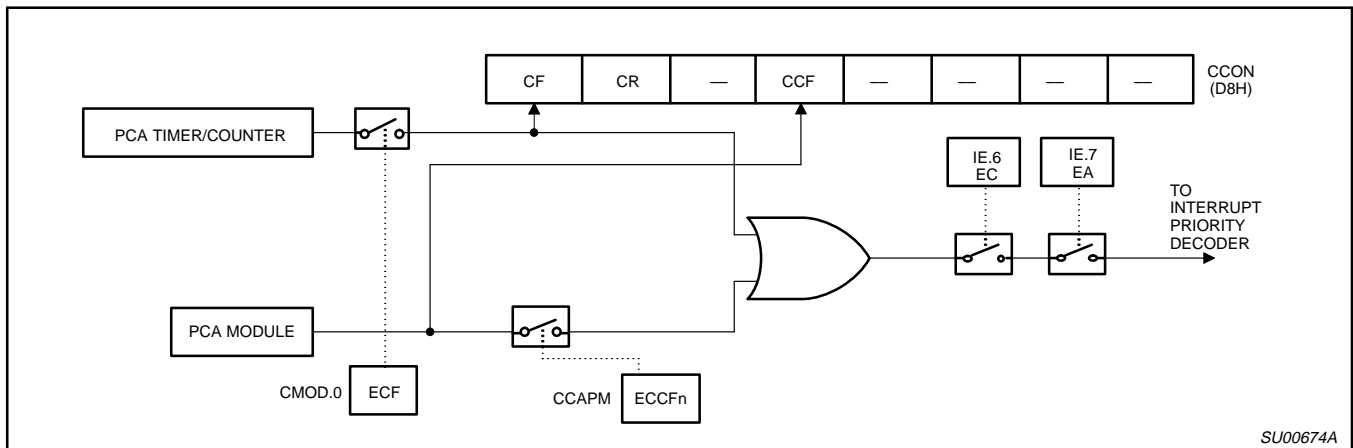 CF CR — CCF — — — —
CCON
(D8H)
PCA TIMER/COUNTER
IE.6
EC
IE.7
EA
TO
INTERRUPT
PRIORITY
DECODER
PCA MODULE
CMOD.0 ECF
CCAPM ECCFn
SU00674A